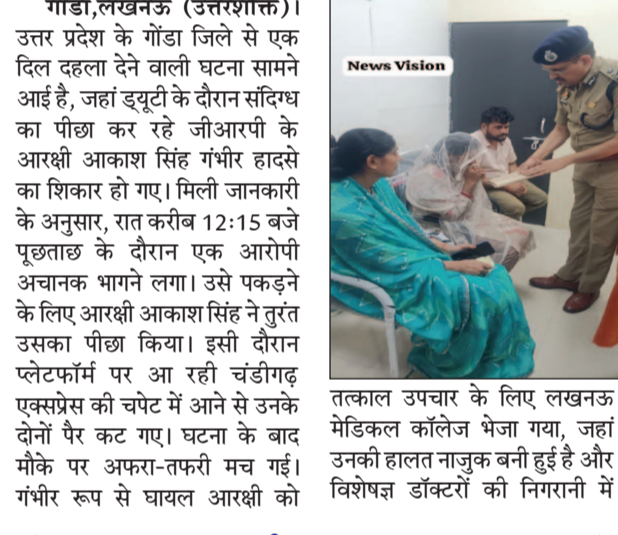 गोंडा,लखनऊ (उत्तरशक्ति)।
उत्तर प्रदेश के गोंडा जिले से एक
दिल दहला देने वाली घटना सामने
आई है, जहां ड्यूटी के दौरान संदिग्ध
का पीछा कर रहे जीआरपी के
आरक्षी आकाश सिंह गंभीर हादसे
का शिकार हो गए। मिली जानकारी
के अनुसार, रात करीब 12:15 बजे
पूछताछ के दौरान एक आरोपी
अचानक भागने लगा। उसे पकड़ने
के लिए आरक्षी आकाश सिंह ने तुरंत
उसका पीछा किया। इसी दौरान
प्लेटफॉर्म पर आ रही चंडीगढ़
एक्सप्रेस की चपेट में आने से उनके
दोनों पैर कट गए। घटना के बाद
मौके पर अफरा-तफरी मच गई।
गंभीर रूप से घायल आरक्षी को
News Vision
तत्काल उपचार के लिए लखनऊ
मेडिकल कॉलेज भेजा गया, जहां
उनकी हालत नाजुक बनी हुई है और
विशेषज्ञ डॉक्टरों की निगरानी में